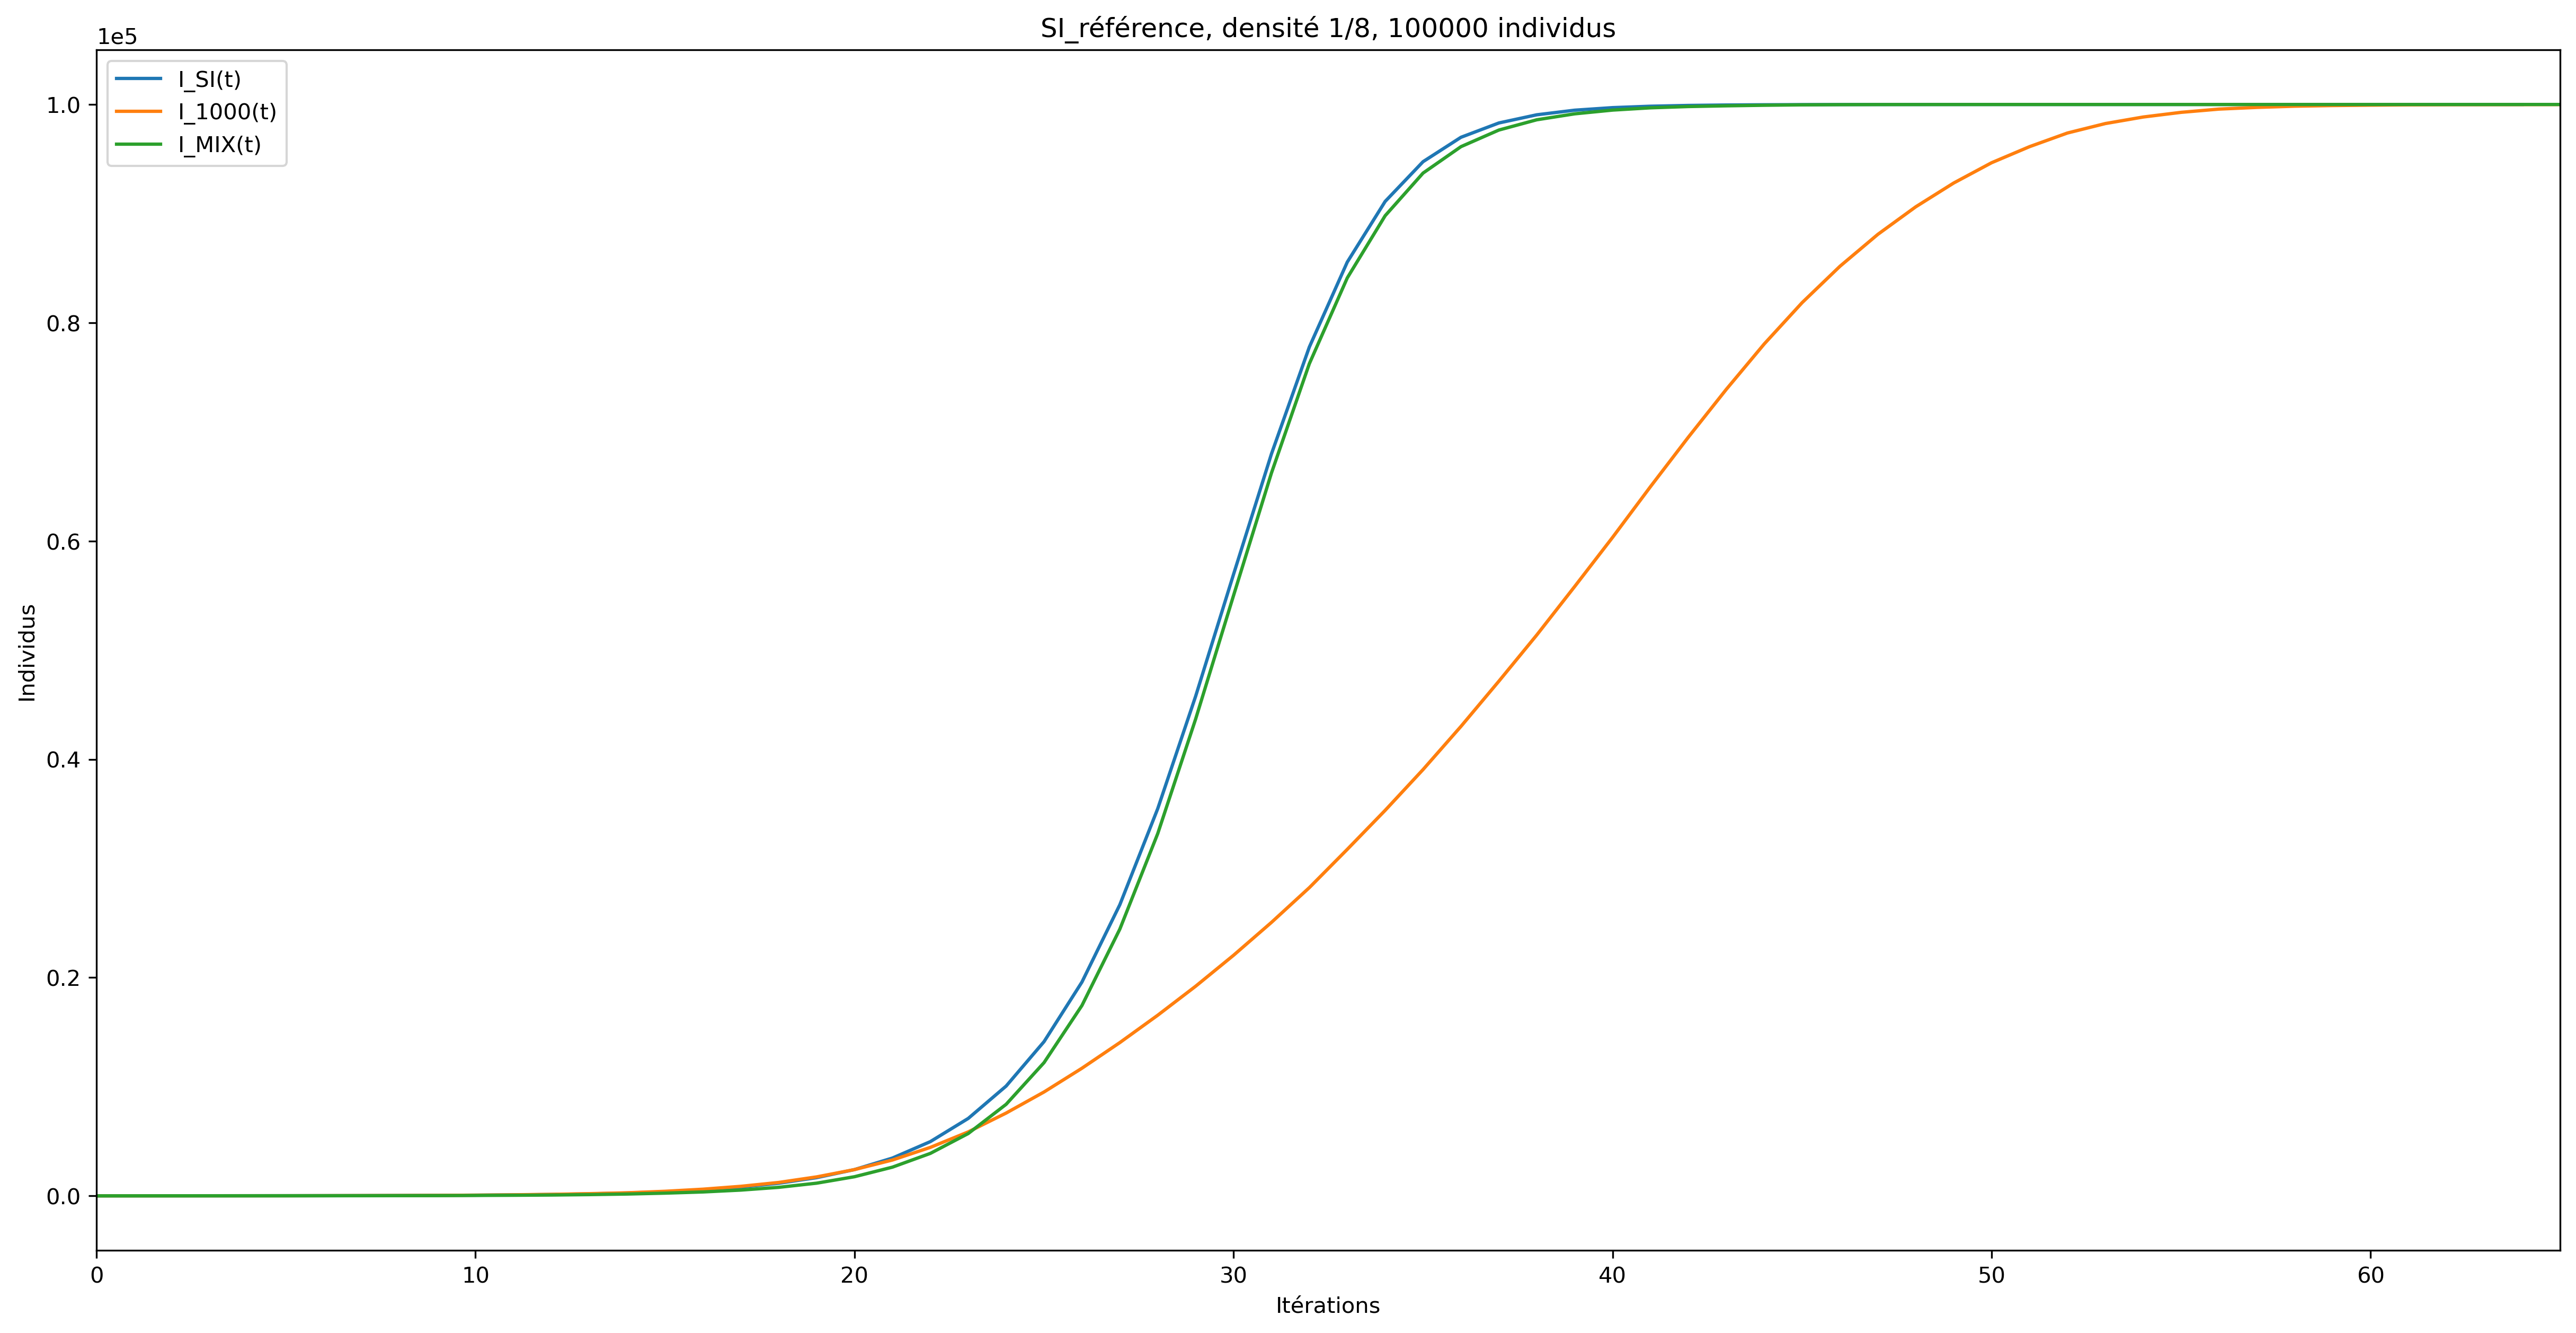 SI_référence, densité 1/8, 100000 individus
1e5
I_SI(t)
I_1000(t)
I_MIX(t)
1.0
0.8
0.6
0.4
0.2
0.0
Individus
0 10 20 30 40 50 60
Itérations